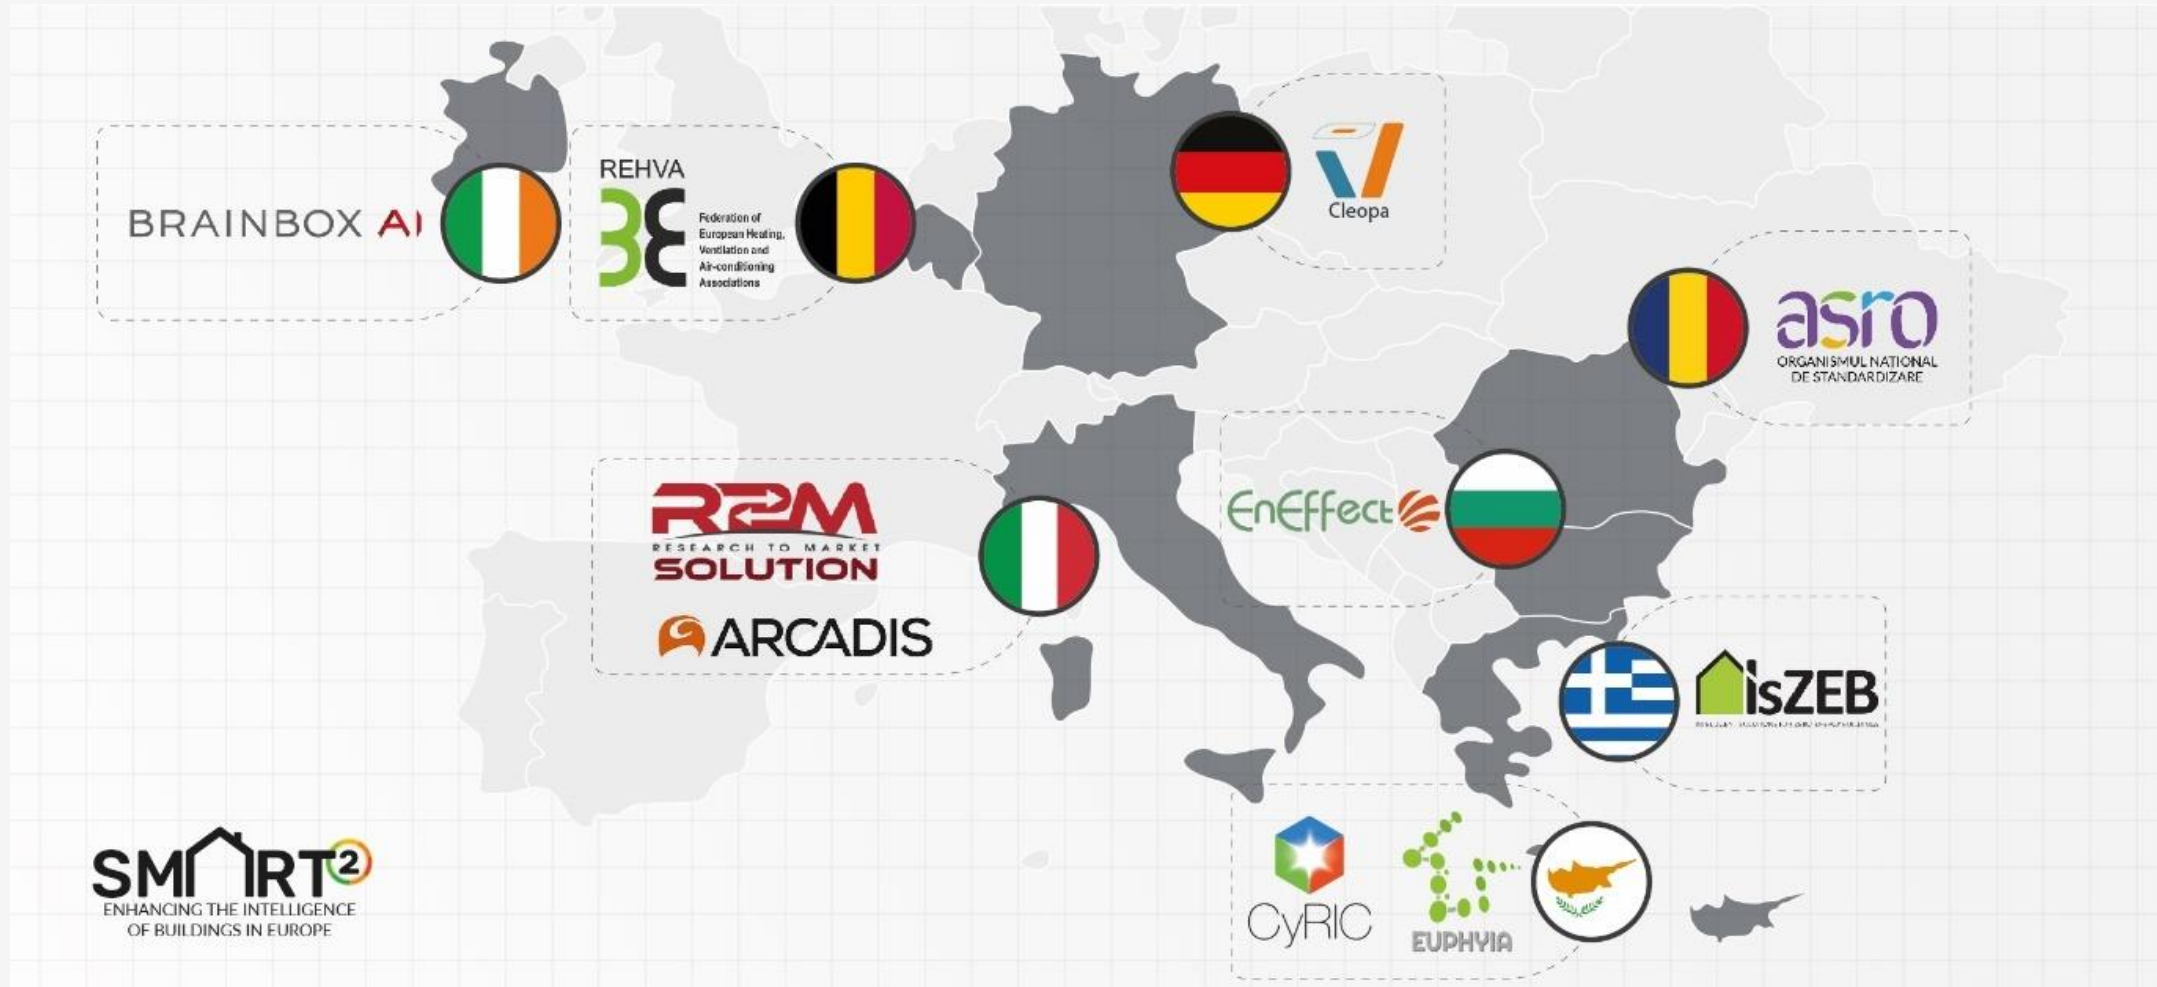 BRAINBOX AI
REHVA
Federation of
European Heating,
Ventilation and
Air-conditioning
Associations
Cleopa
asro
ORGANISMUL NATIONAL
DE STANDARDIZARE
R2M
RESEARCH TO MARKET
SOLUTION
ARCADIS
EnEffect
isZEB
CyRIC
EUPHYIA
SMART2
ENHANCING THE INTELLIGENCE
OF BUILDINGS IN EUROPE